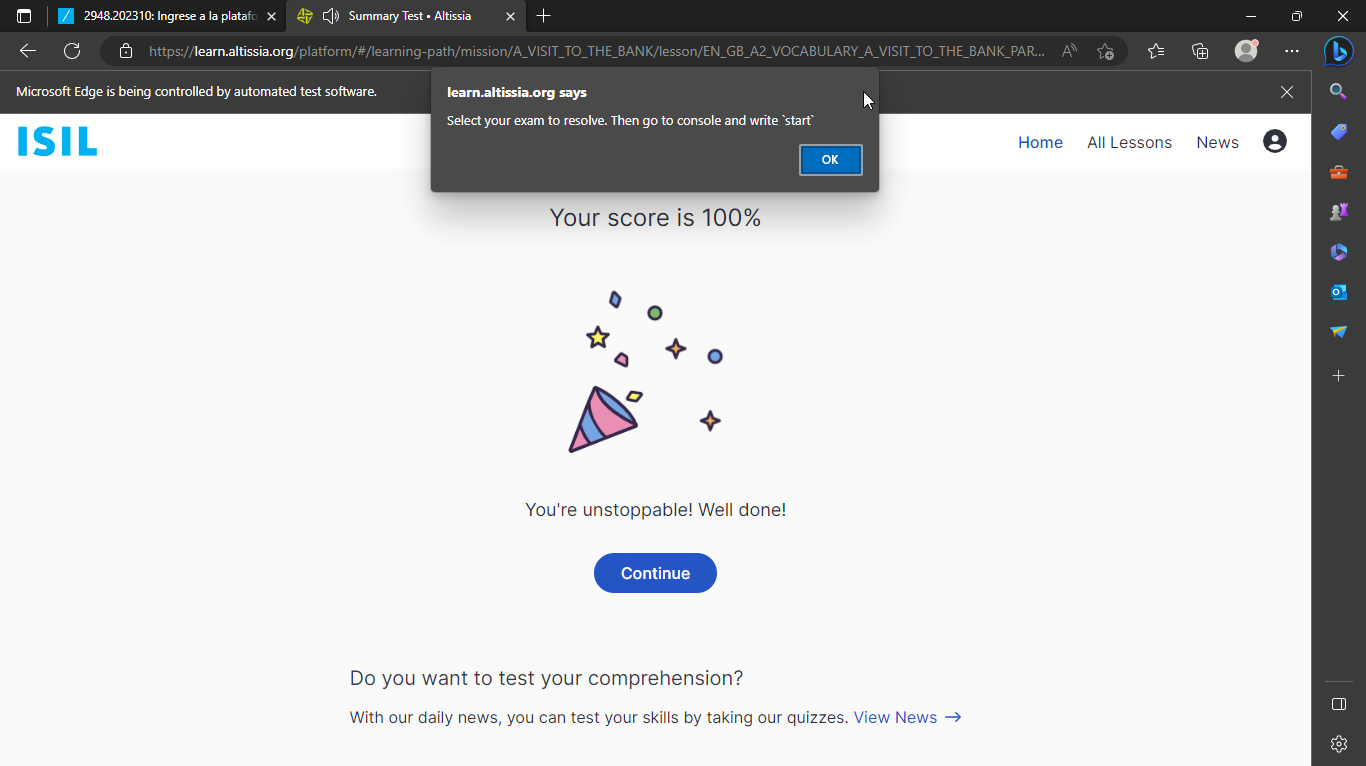 2948.202310: Ingrese a la platafo
Summary Test • Altissia
https://learn.altissia.org/platform/#/learning-path/mission/A_VISIT_TO_THE_BANK/lesson/EN_GB_A2_VOCABULARY_A_VISIT_TO_THE_BANK_PAR...
Microsoft Edge is being controlled by automated test software.
learn.altissia.org says
Select your exam to resolve. Then go to console and write `start`
OK
ISIL
Home All Lessons News
Your score is 100%
You're unstoppable! Well done!
Continue
Do you want to test your comprehension?
With our daily news, you can test your skills by taking our quizzes. View News →